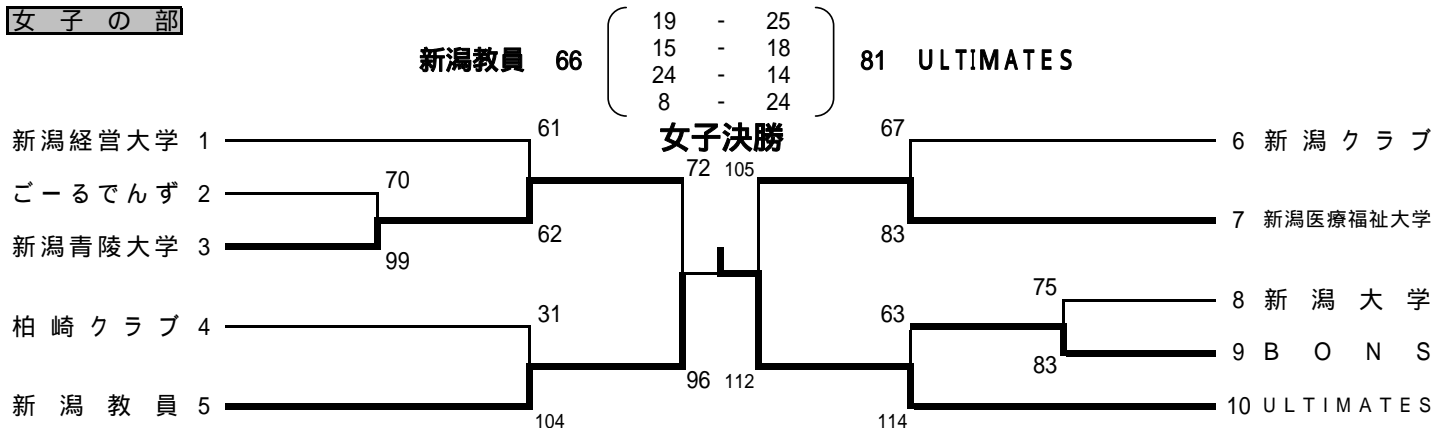 女子の部
19 - 25
15 - 18
24 - 14
8 - 24
新潟教員 66
81 ULTIMATES
女子決勝
新潟経営大学 1
61
67
6 新潟クラブ
72 105
ごーるでんず 2
70
新潟青陵大学 3
99
62
83
7 新潟医療福祉大学
柏崎クラブ 4
31
63
75
8 新潟大学
83
9 BONS
96 112
新潟教員 5
104
114
10 ULTIMATES